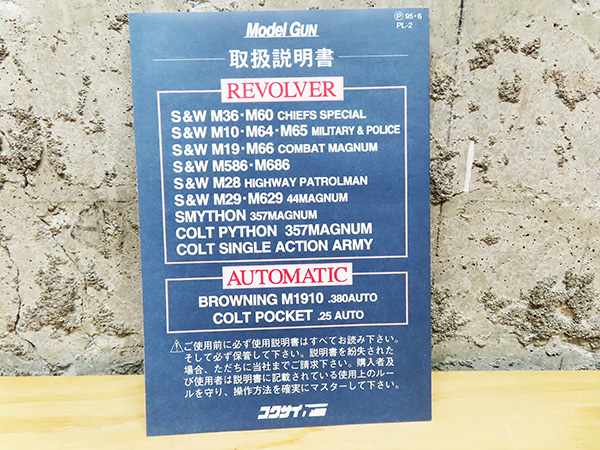 Ⓟ95・6
PL-2
Model GUN
取扱説明書
REVOLVER
S&W M36・M60 CHIEFS SPECIAL
S&W M10・M64・M65 MILITARY & POLICE
S&W M19・M66 COMBAT MAGNUM
S&W M586・M686
S&W M28 HIGHWAY PATROLMAN
S&W M29・M629 44MAGNUM
SMYTHON 357MAGNUM
COLT PYTHON 357MAGNUM
COLT SINGLE ACTION ARMY
AUTOMATIC
BROWNING M1910 .380AUTO
COLT POCKET .25 AUTO
⚠ご使用前に必ず使用説明書はすべてお読み下さい。
そして必ず保管して下さい。説明書を紛失された
場合、ただちに当社までご請求下さい。購入者及
び使用者は説明書に記載されている使用上のルー
ルを守り、操作方法を確実にマスターして下さい。
コクサイ